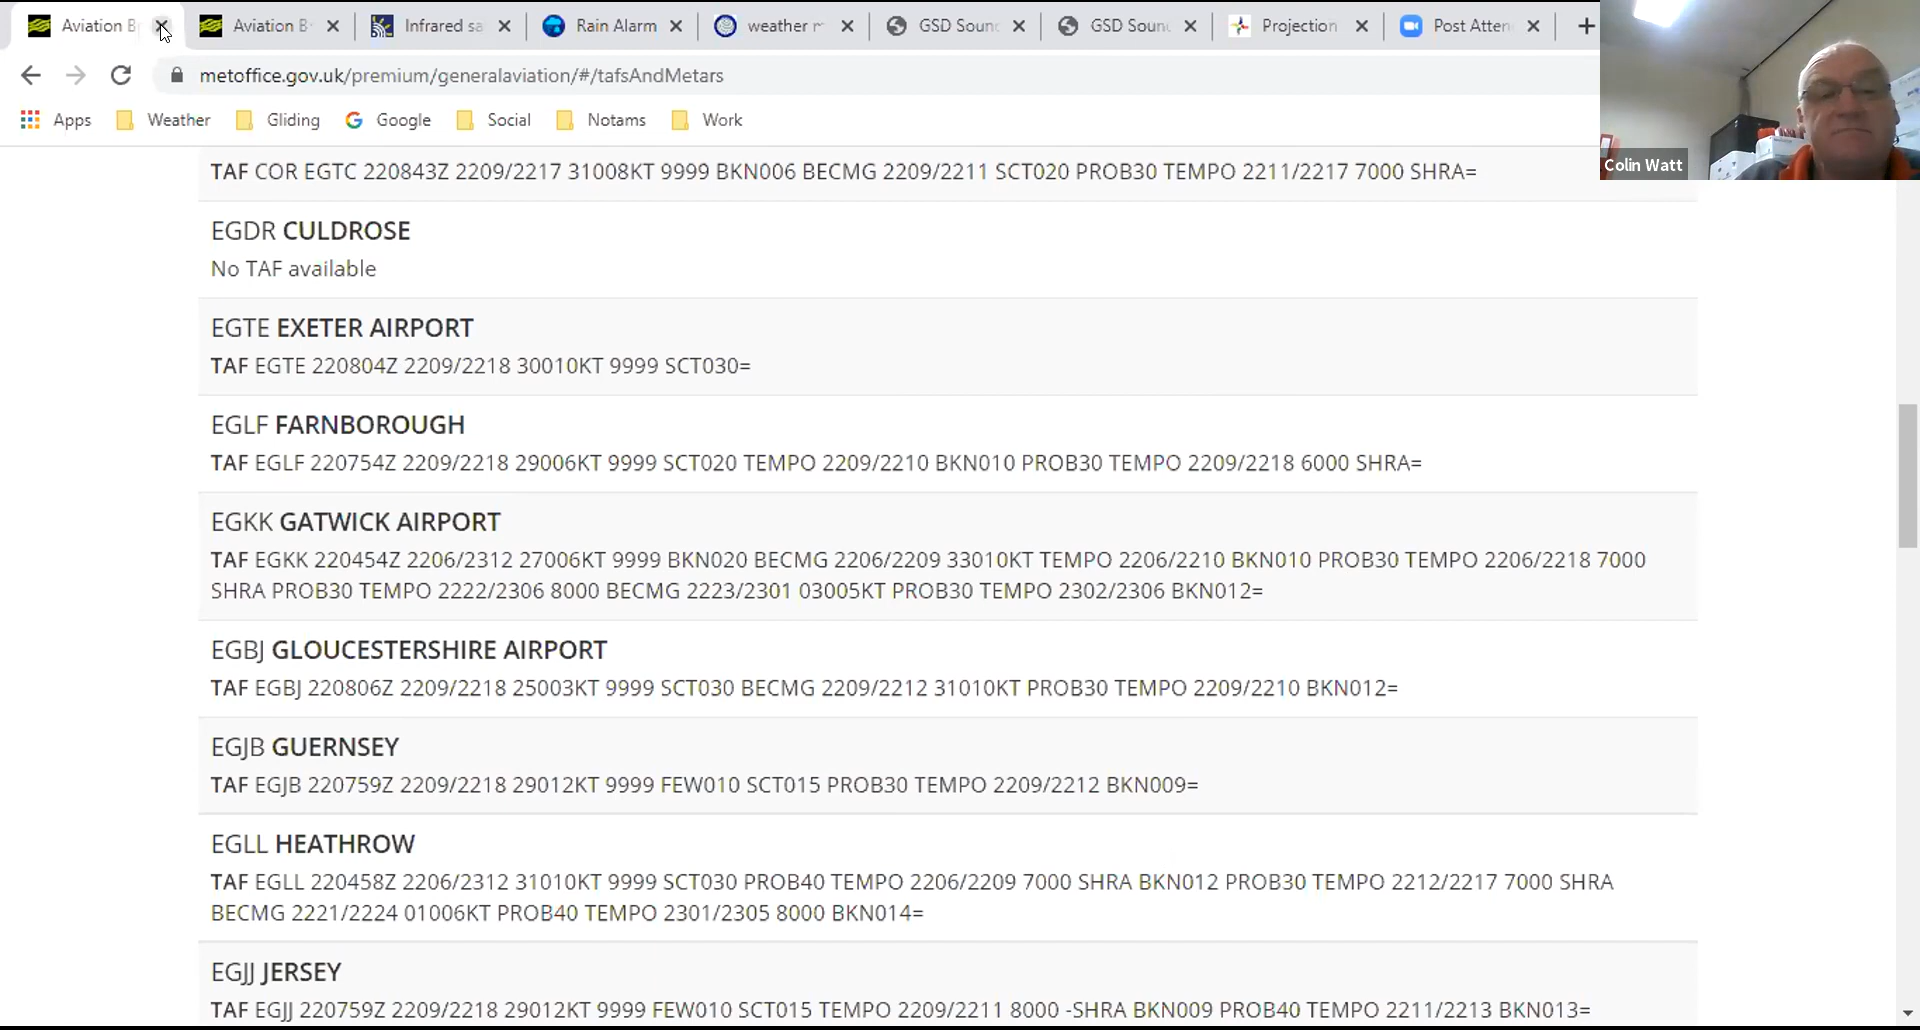 Aviation B
Aviation B
Infrared sa
Rain Alarm
weather m
GSD Soun
GSD Soun
Projection
Post Atten
metoffice.gov.uk/premium/generalaviation/#/tafsAndMetars
Apps
Weather
Gliding
Google
Social
Notams
Work
Colin Watt
TAF COR EGTC 220843Z 2209/2217 31008KT 9999 BKN006 BECMG 2209/2211 SCT020 PROB30 TEMPO 2211/2217 7000 SHRA=
EGDR CULDROSE
No TAF available
EGTE EXETER AIRPORT
TAF EGTE 220804Z 2209/2218 30010KT 9999 SCT030=
EGLF FARNBOROUGH
TAF EGLF 220754Z 2209/2218 29006KT 9999 SCT020 TEMPO 2209/2210 BKN010 PROB30 TEMPO 2209/2218 6000 SHRA=
EGKK GATWICK AIRPORT
TAF EGKK 220454Z 2206/2312 27006KT 9999 BKN020 BECMG 2206/2209 33010KT TEMPO 2206/2210 BKN010 PROB30 TEMPO 2206/2218 7000
SHRA PROB30 TEMPO 2222/2306 8000 BECMG 2223/2301 03005KT PROB30 TEMPO 2302/2306 BKN012=
EGBJ GLOUCESTERSHIRE AIRPORT
TAF EGBJ 220806Z 2209/2218 25003KT 9999 SCT030 BECMG 2209/2212 31010KT PROB30 TEMPO 2209/2210 BKN012=
EGJB GUERNSEY
TAF EGJB 220759Z 2209/2218 29012KT 9999 FEW010 SCT015 PROB30 TEMPO 2209/2212 BKN009=
EGLL HEATHROW
TAF EGLL 220458Z 2206/2312 31010KT 9999 SCT030 PROB40 TEMPO 2206/2209 7000 SHRA BKN012 PROB30 TEMPO 2212/2217 7000 SHRA
BECMG 2221/2224 01006KT PROB40 TEMPO 2301/2305 8000 BKN014=
EGJJ JERSEY
TAF EGJJ 220759Z 2209/2218 29012KT 9999 FEW010 SCT015 TEMPO 2209/2211 8000 -SHRA BKN009 PROB40 TEMPO 2211/2213 BKN013=